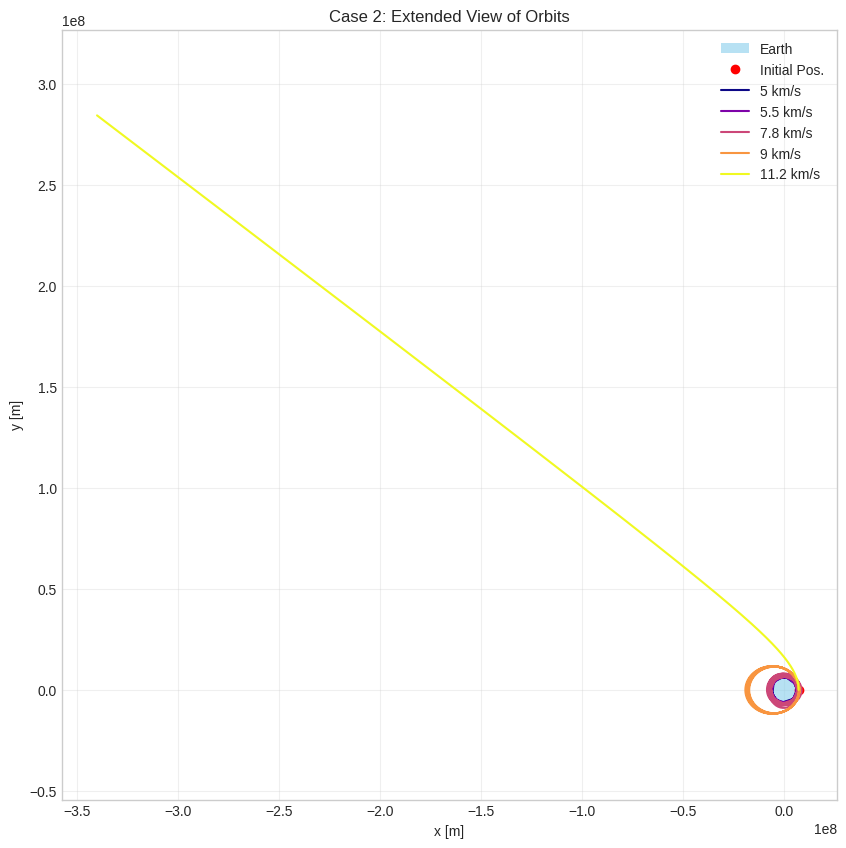 Case 2: Extended View of Orbits
1e8
Earth
Initial Pos.
5 km/s
5.5 km/s
7.8 km/s
9 km/s
11.2 km/s
3.0
2.5
2.0
1.5
1.0
0.5
0.0
−0.5
y [m]
−3.5 −3.0 −2.5 −2.0 −1.5 −1.0 −0.5 0.0
x [m]
1e8